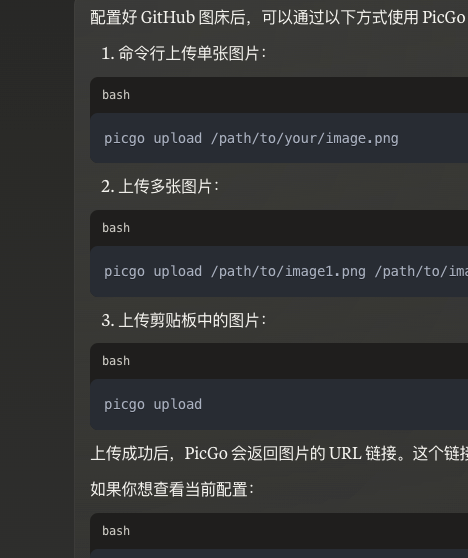 配置好 GitHub 图床后，可以通过以下方式使用 PicGo
1. 命令行上传单张图片：
bash
picgo upload /path/to/your/image.png
2. 上传多张图片：
bash
picgo upload /path/to/image1.png /path/to/ima
3. 上传剪贴板中的图片：
bash
picgo upload
上传成功后，PicGo 会返回图片的 URL 链接。这个链接
如果你想查看当前配置：
bash